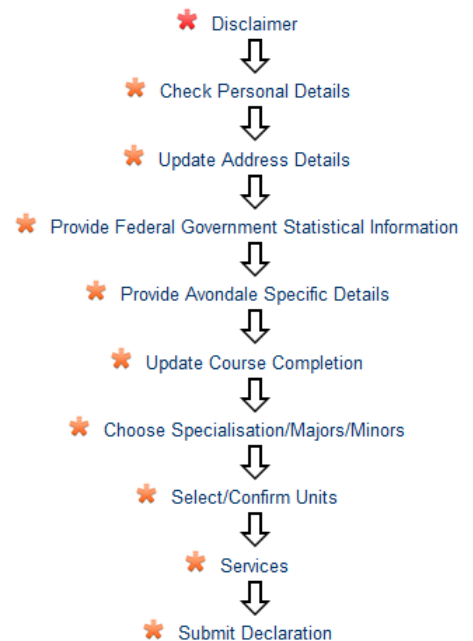 Disclaimer
Check Personal Details
Update Address Details
Provide Federal Government Statistical Information
Provide Avondale Specific Details
Update Course Completion
Choose Specialisation/Majors/Minors
Select/Confirm Units
Services
Submit Declaration